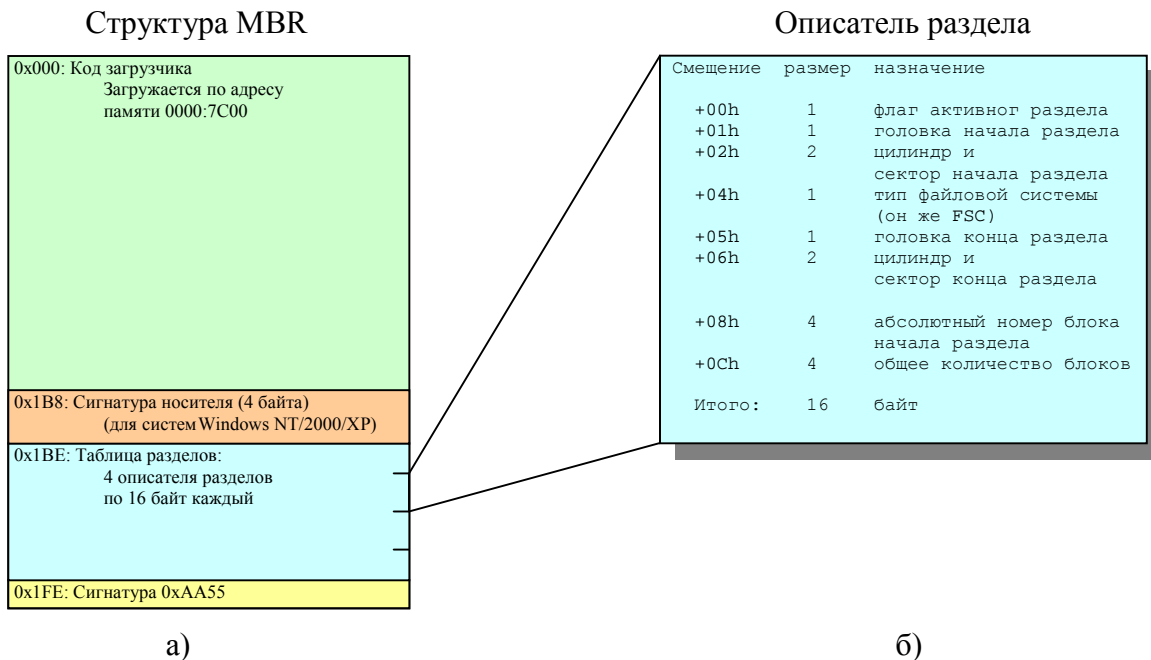 Структура MBR
0x000: Код загрузчика
Загружается по адресу
памяти 0000:7C00
0x1B8: Сигнатура носителя (4 байта)
(для систем Windows NT/2000/XP)
0x1BE: Таблица разделов:
4 описателя разделов
по 16 байт каждый
0x1FE: Сигнатура 0xAA55
а)
Описатель раздела
Смещение размер назначение
+00h 1 флаг активног раздела
+01h 1 головка начала раздела
+02h 2 цилиндр и
сектор начала раздела
+04h 1 тип файловой системы
(он же FSC)
+05h 1 головка конца раздела
+06h 2 цилиндр и
сектор конца раздела
+08h 4 абсолютный номер блока
начала раздела
+0Ch 4 общее количество блоков
Итого: 16 байт
б)